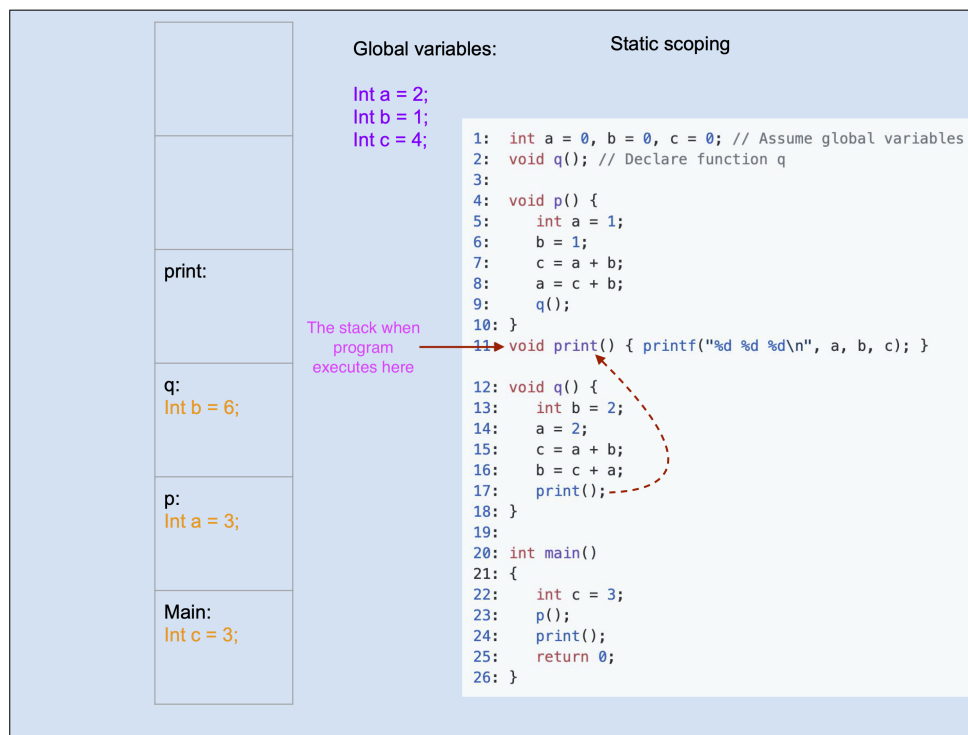 Global variables:
Static scoping
Int a = 2;
Int b = 1;
Int c = 4;
1: int a = 0, b = 0, c = 0; // Assume global variables
2: void q(); // Declare function q
3:
4: void p() {
5: int a = 1;
6: b = 1;
7: c = a + b;
8: a = c + b;
9: q();
10: }
11: void print() { printf("%d %d %d\n", a, b, c); }
12: void q() {
13: int b = 2;
14: a = 2;
15: c = a + b;
16: b = c + a;
17: print();
18: }
19:
20: int main()
21: {
22: int c = 3;
23: p();
24: print();
25: return 0;
26: }
The stack when
program
executes here
print:
q:
Int b = 6;
p:
Int a = 3;
Main:
Int c = 3;